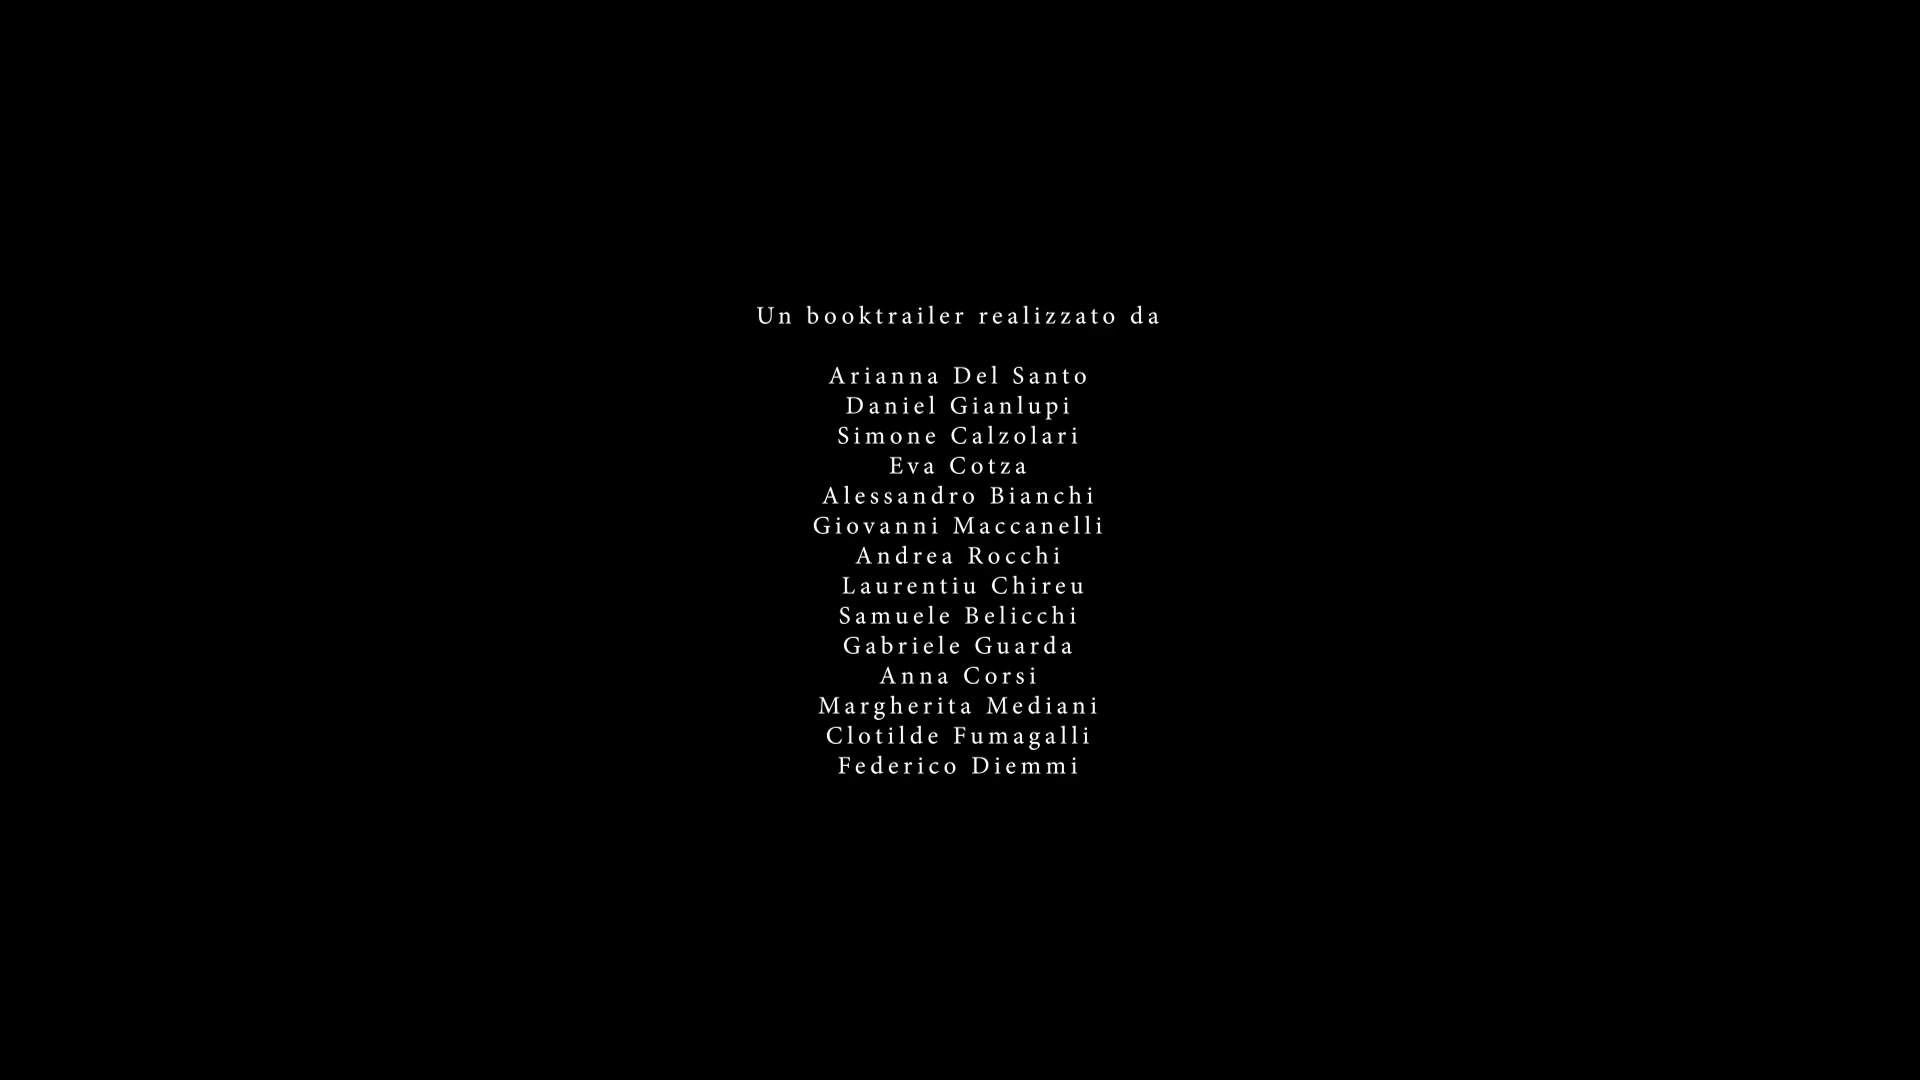 Un booktrailer realizzato da
Arianna Del Santo
Daniel Gianlupi
Simone Calzolari
Eva Cotza
Alessandro Bianchi
Giovanni Maccanelli
Andrea Rocchi
Laurentiu Chireu
Samuele Belicchi
Gabriele Guarda
Anna Corsi
Margherita Mediani
Clotilde Fumagalli
Federico Diemmi